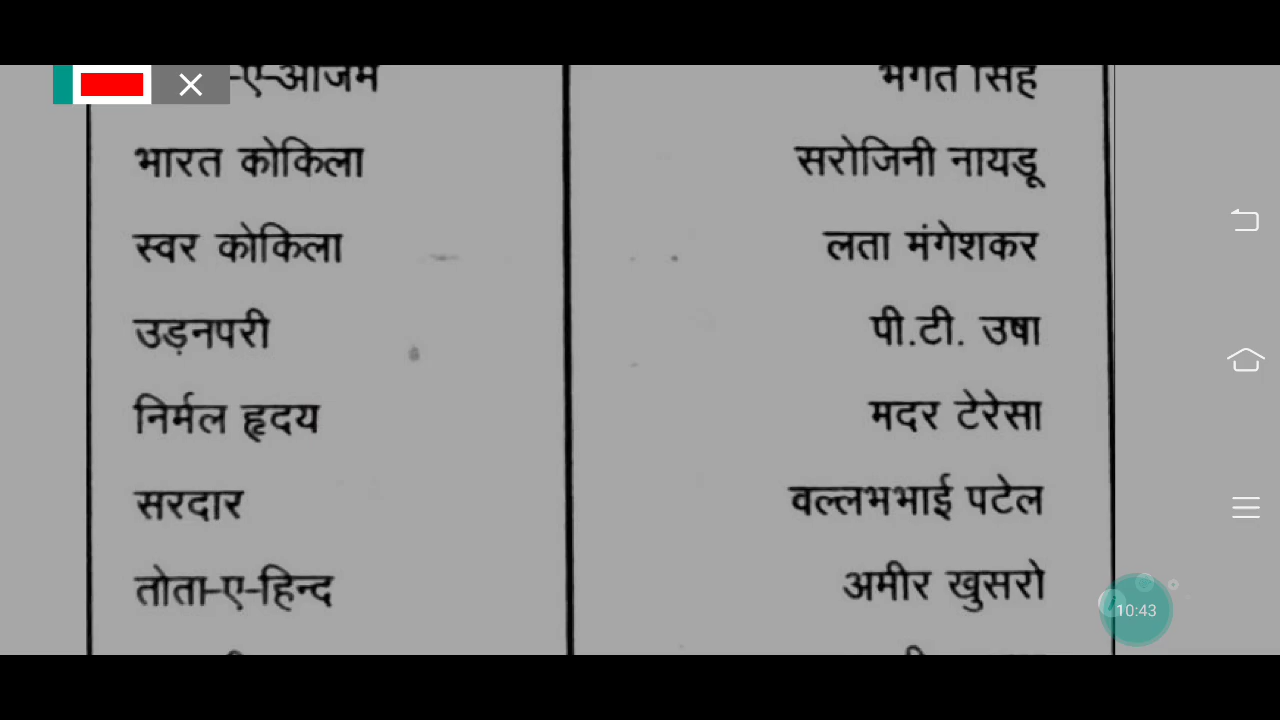 -ए-आजम भगत सिंह
भारत कोकिला सरोजिनी नायडू
स्वर कोकिला लता मंगेशकर
उड़नपरी पी.टी. उषा
निर्मल हृदय मदर टेरेसा
सरदार वल्लभभाई पटेल
तोता-ए-हिन्द अमीर खुसरो
10:43